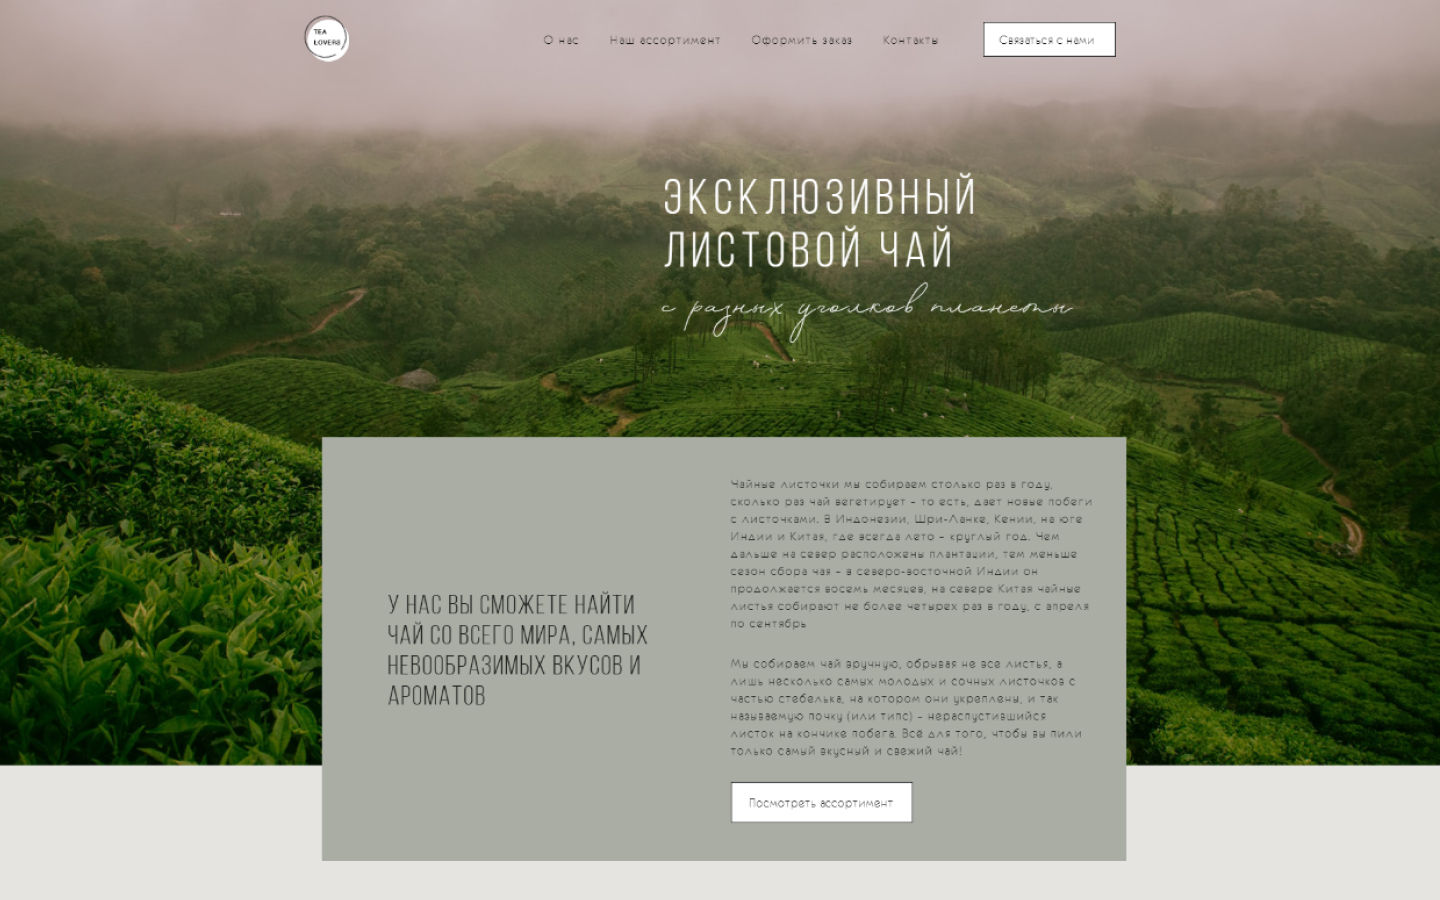 TEA
LOVERS
О нас
Наш ассортимент
Оформить заказ
Контакты
Связаться с нами
ЭКСКЛЮЗИВНЫЙ
ЛИСТОВОЙ ЧАЙ
с разных уголков планеты
У НАС ВЫ СМОЖЕТЕ НАЙТИ
ЧАЙ СО ВСЕГО МИРА, САМЫХ
НЕВООБРАЗИМЫХ ВКУСОВ И
АРОМАТОВ
Чайные листочки мы собираем столько раз в году,
сколько раз чай вегетирует – то есть, дает новые побеги
с листочками. В Индонезии, Шри-Ланке, Кении, на юге
Индии и Китая, где всегда лето – круглый год. Чем
дальше на север расположены плантации, тем меньше
сезон сбора чая – в северо-восточной Индии он
продолжается восемь месяцев, на севере Китая чайные
листья собирают не более четырех раз в году, с апреля
по сентябрь
Мы собираем чай вручную, обрывая не все листья, а
лишь несколько самых молодых и сочных листочков с
частью стебелька, на котором они укреплены, и так
называемую почку (или типс) – нераспустившийся
листок на кончике побега. Всё для того, чтобы вы пили
только самый вкусный и свежий чай!
Посмотреть ассортимент